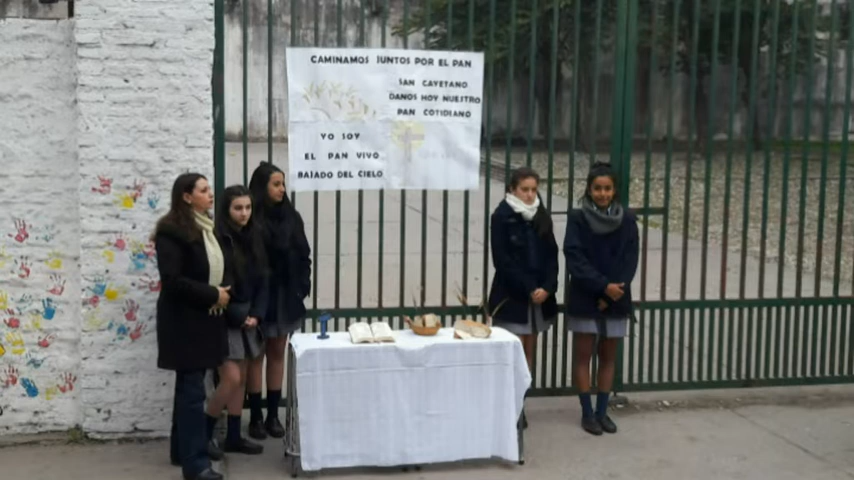 CAMINAMOS JUNTOS POR EL PAN
SAN CAYETANO
DANOS HOY NUESTRO
PAN COTIDIANO
YO SOY
EL PAN VIVO
BAJADO DEL CIELO